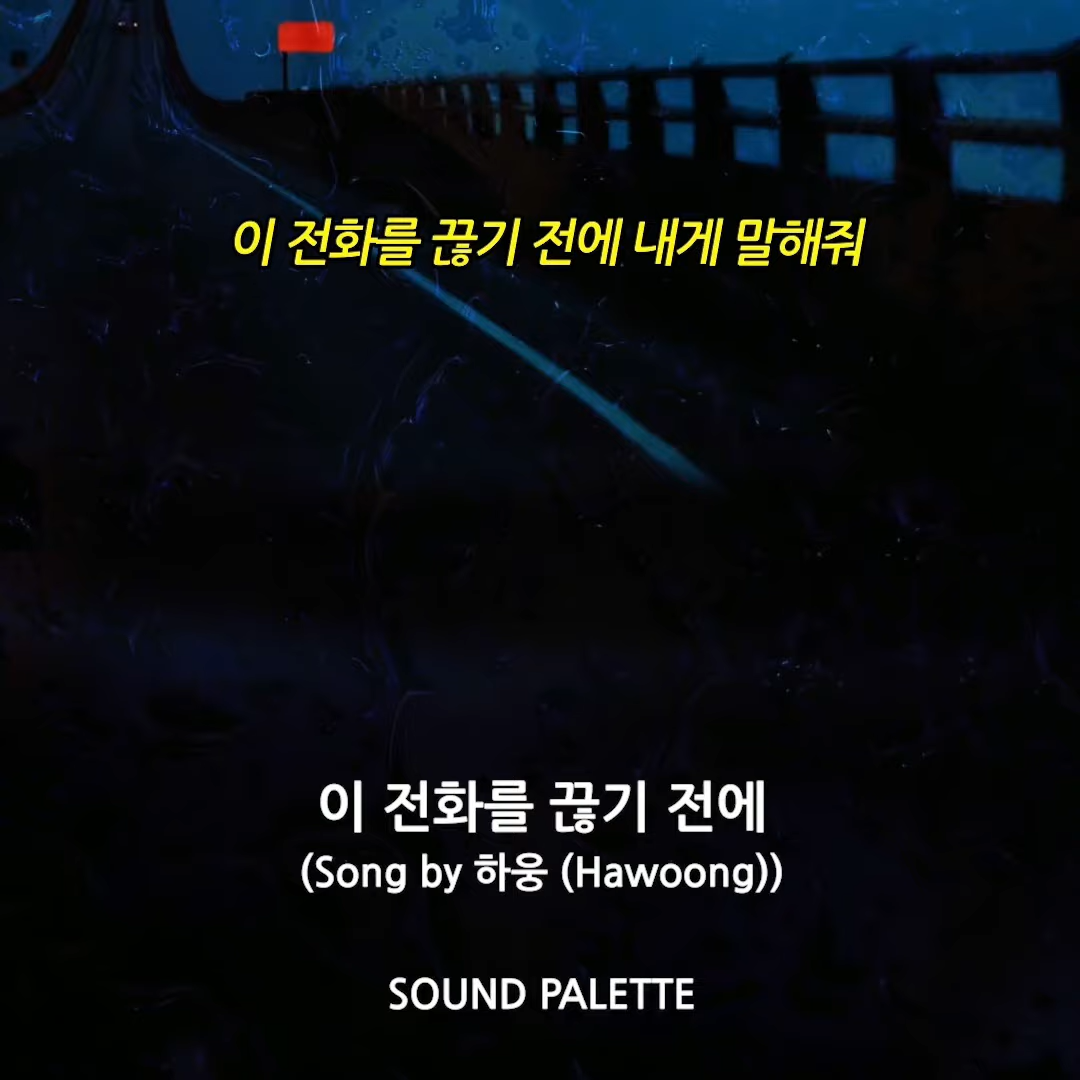 이 전화를 끊기 전에 내게 말해줘
이 전화를 끊기 전에
(Song by 하웅 (Hawoong))
SOUND PALETTE